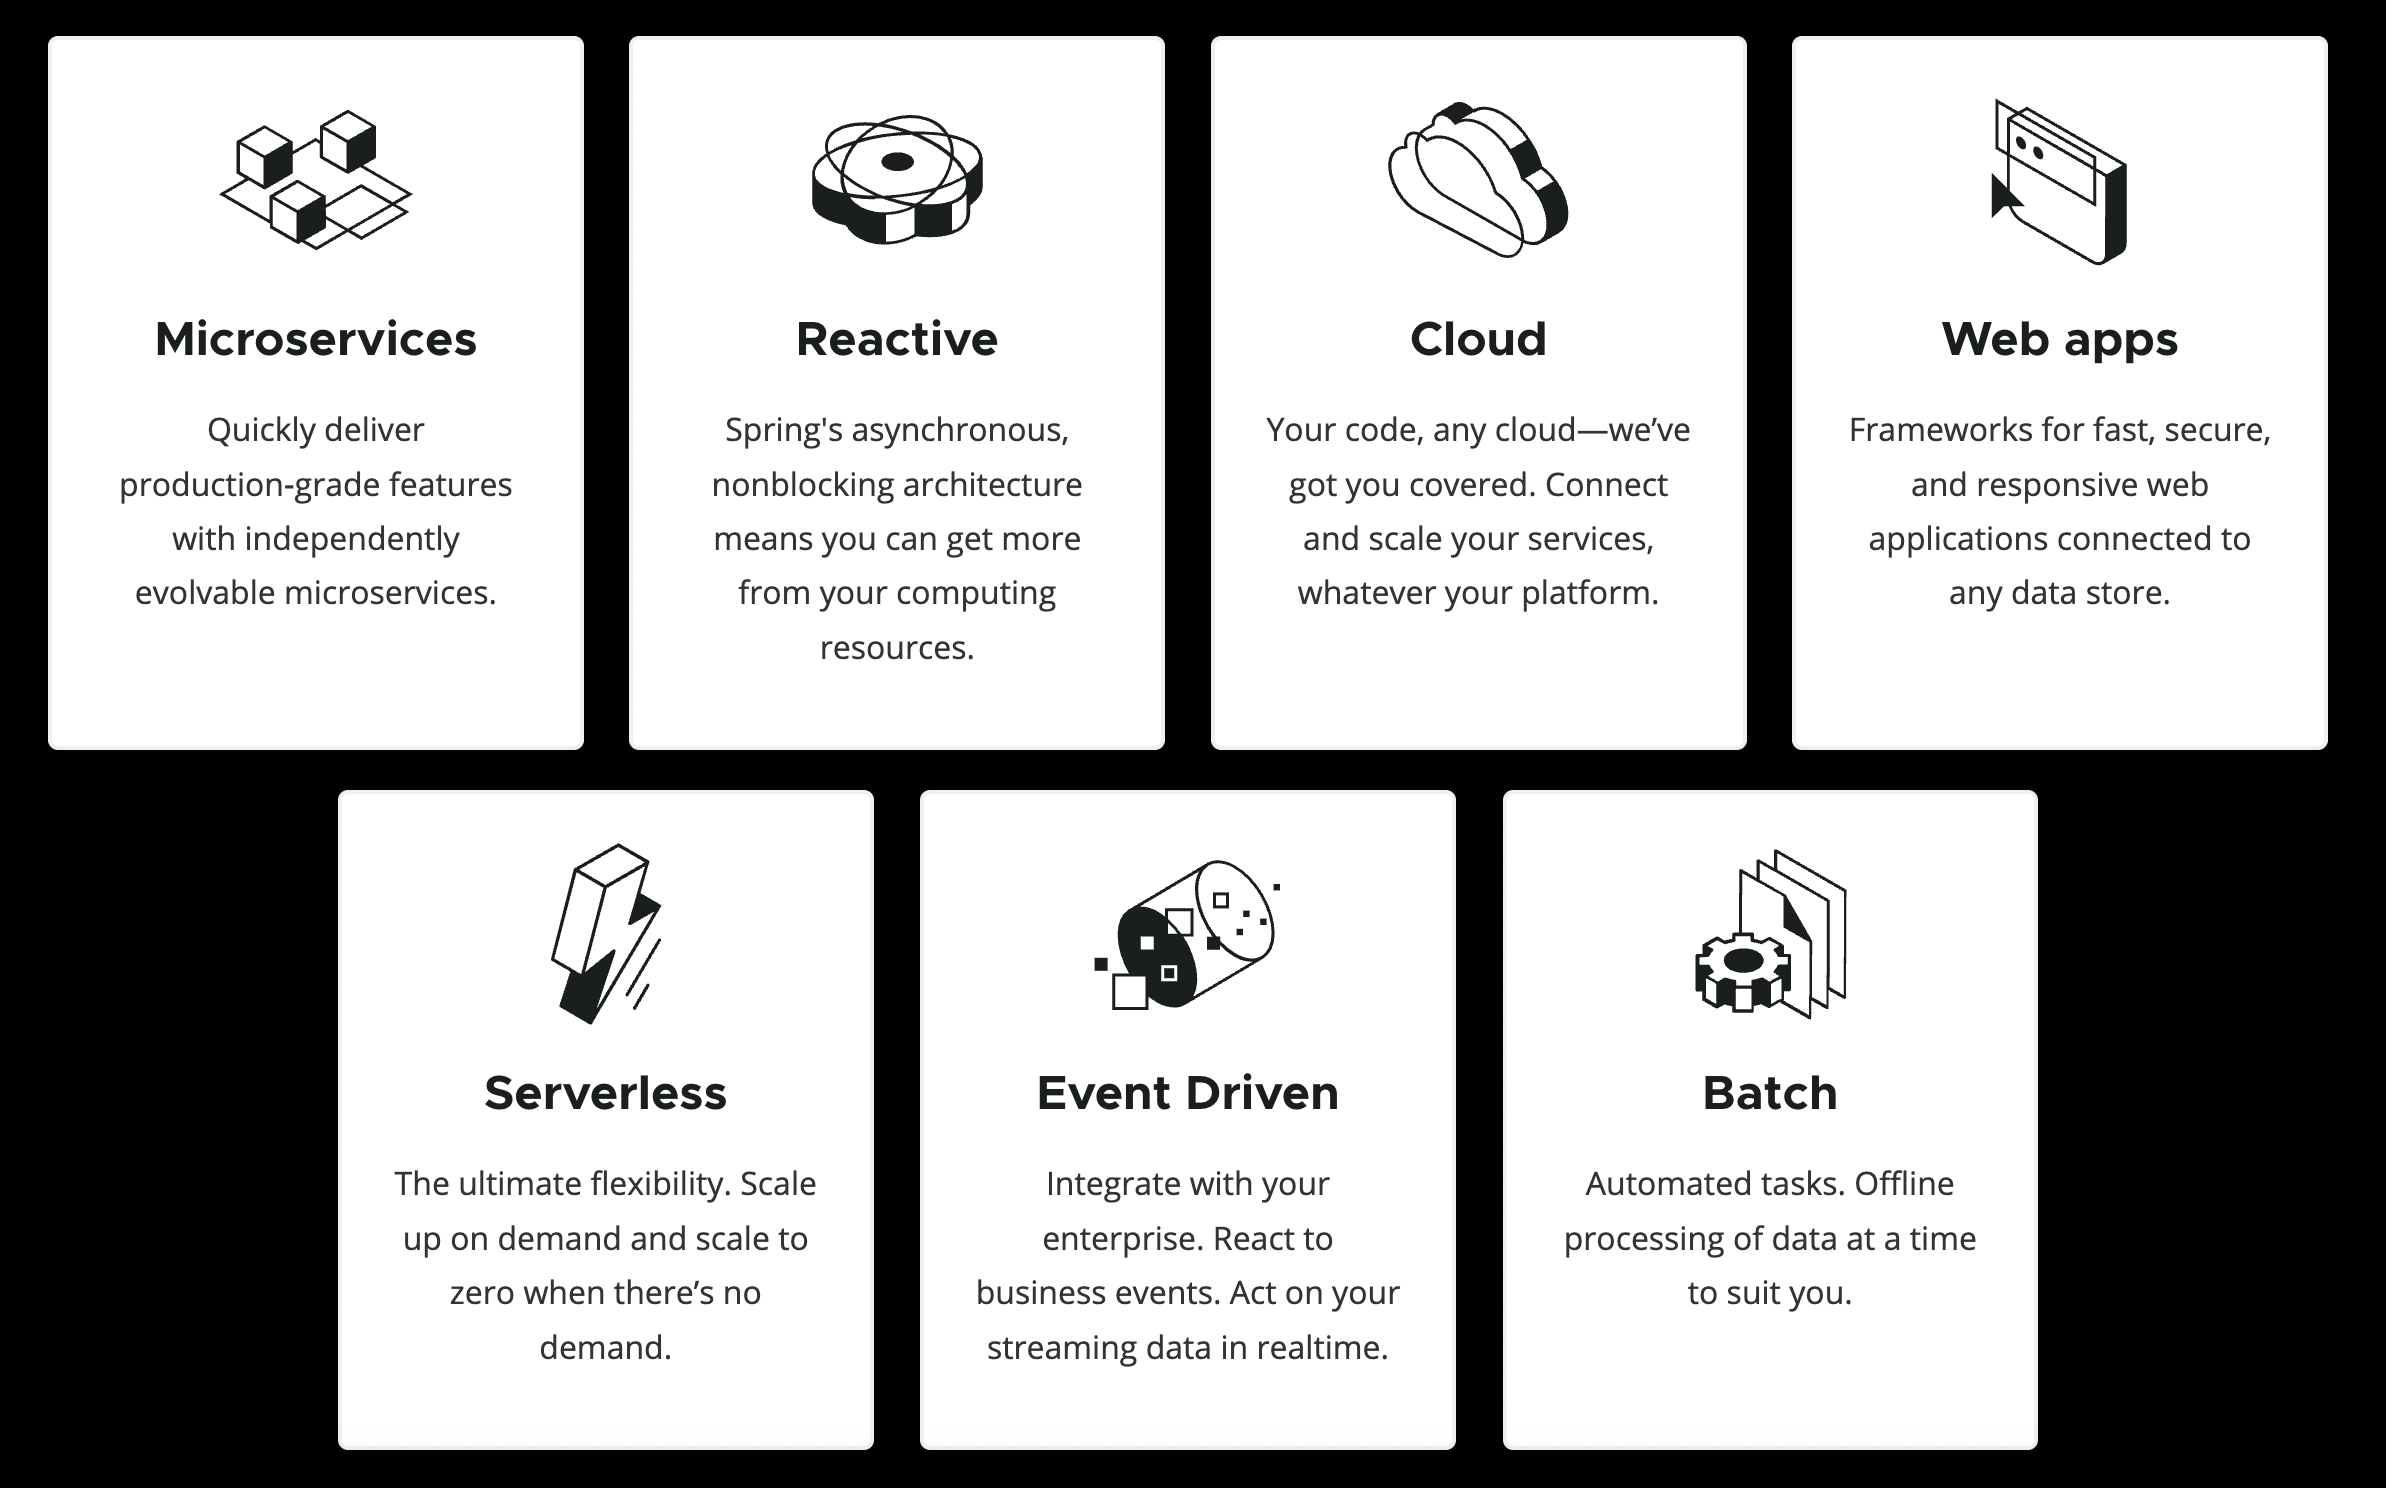 Microservices
Quickly deliver
production-grade features
with independently
evolvable microservices.
Reactive
Spring's asynchronous,
nonblocking architecture
means you can get more
from your computing
resources.
Cloud
Your code, any cloud—we’ve
got you covered. Connect
and scale your services,
whatever your platform.
Web apps
Frameworks for fast, secure,
and responsive web
applications connected to
any data store.
Serverless
The ultimate flexibility. Scale
up on demand and scale to
zero when there’s no
demand.
Event Driven
Integrate with your
enterprise. React to
business events. Act on your
streaming data in realtime.
Batch
Automated tasks. Offline
processing of data at a time
to suit you.